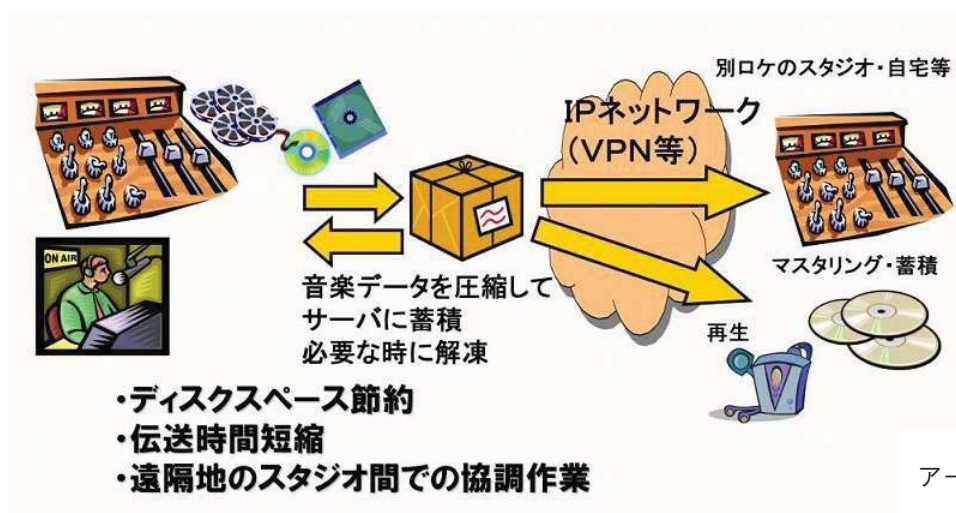 別ロケのスタジオ・自宅等
IPネットワーク
(VPN等)
ON AIR
音楽データを圧縮して
サーバに蓄積
必要な時に解凍
マスタリング・蓄積
再生
・ディスクスペース節約
・伝送時間短縮
・遠隔地のスタジオ間での協調作業
アー